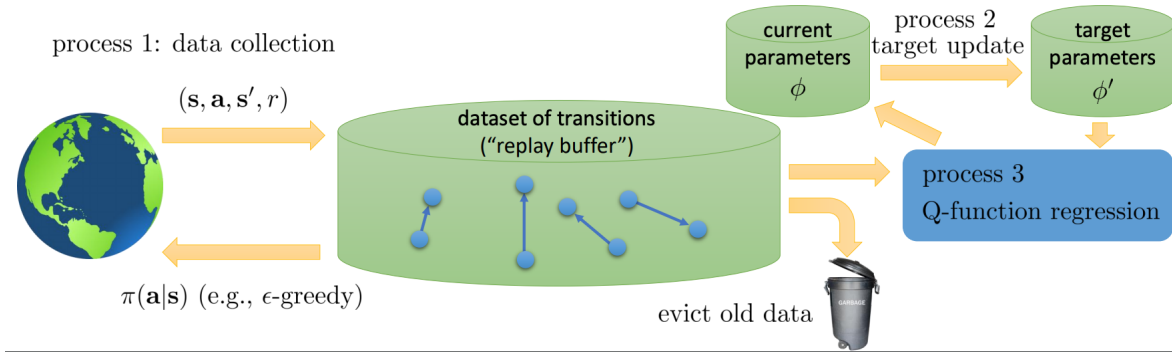 process 1: data collection
(s, a, s′, r)
dataset of transitions
(“replay buffer”)
π(a|s) (e.g., ϵ-greedy)
evict old data
GARBAGE
current
parameters
ϕ
process 2
target update
target
parameters
ϕ′
process 3
Q-function regression